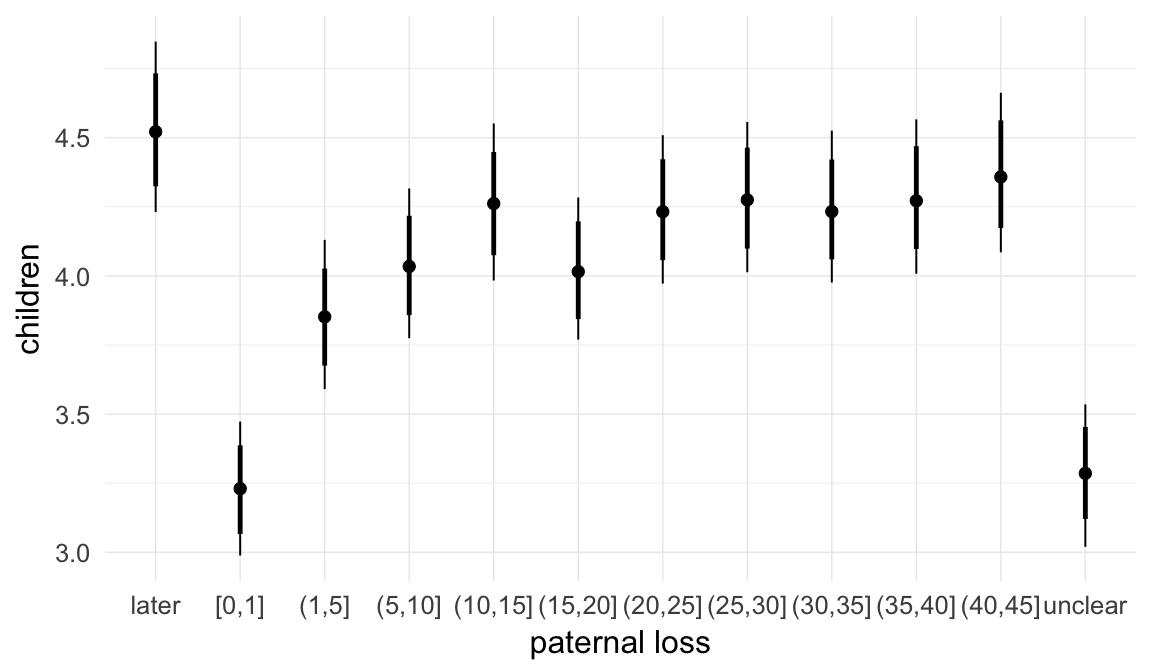 children
4.5
4.0
3.5
3.0
later [0,1] (1,5] (5,10] (10,15] (15,20] (20,25] (25,30] (30,35] (35,40] (40,45] unclear
paternal loss